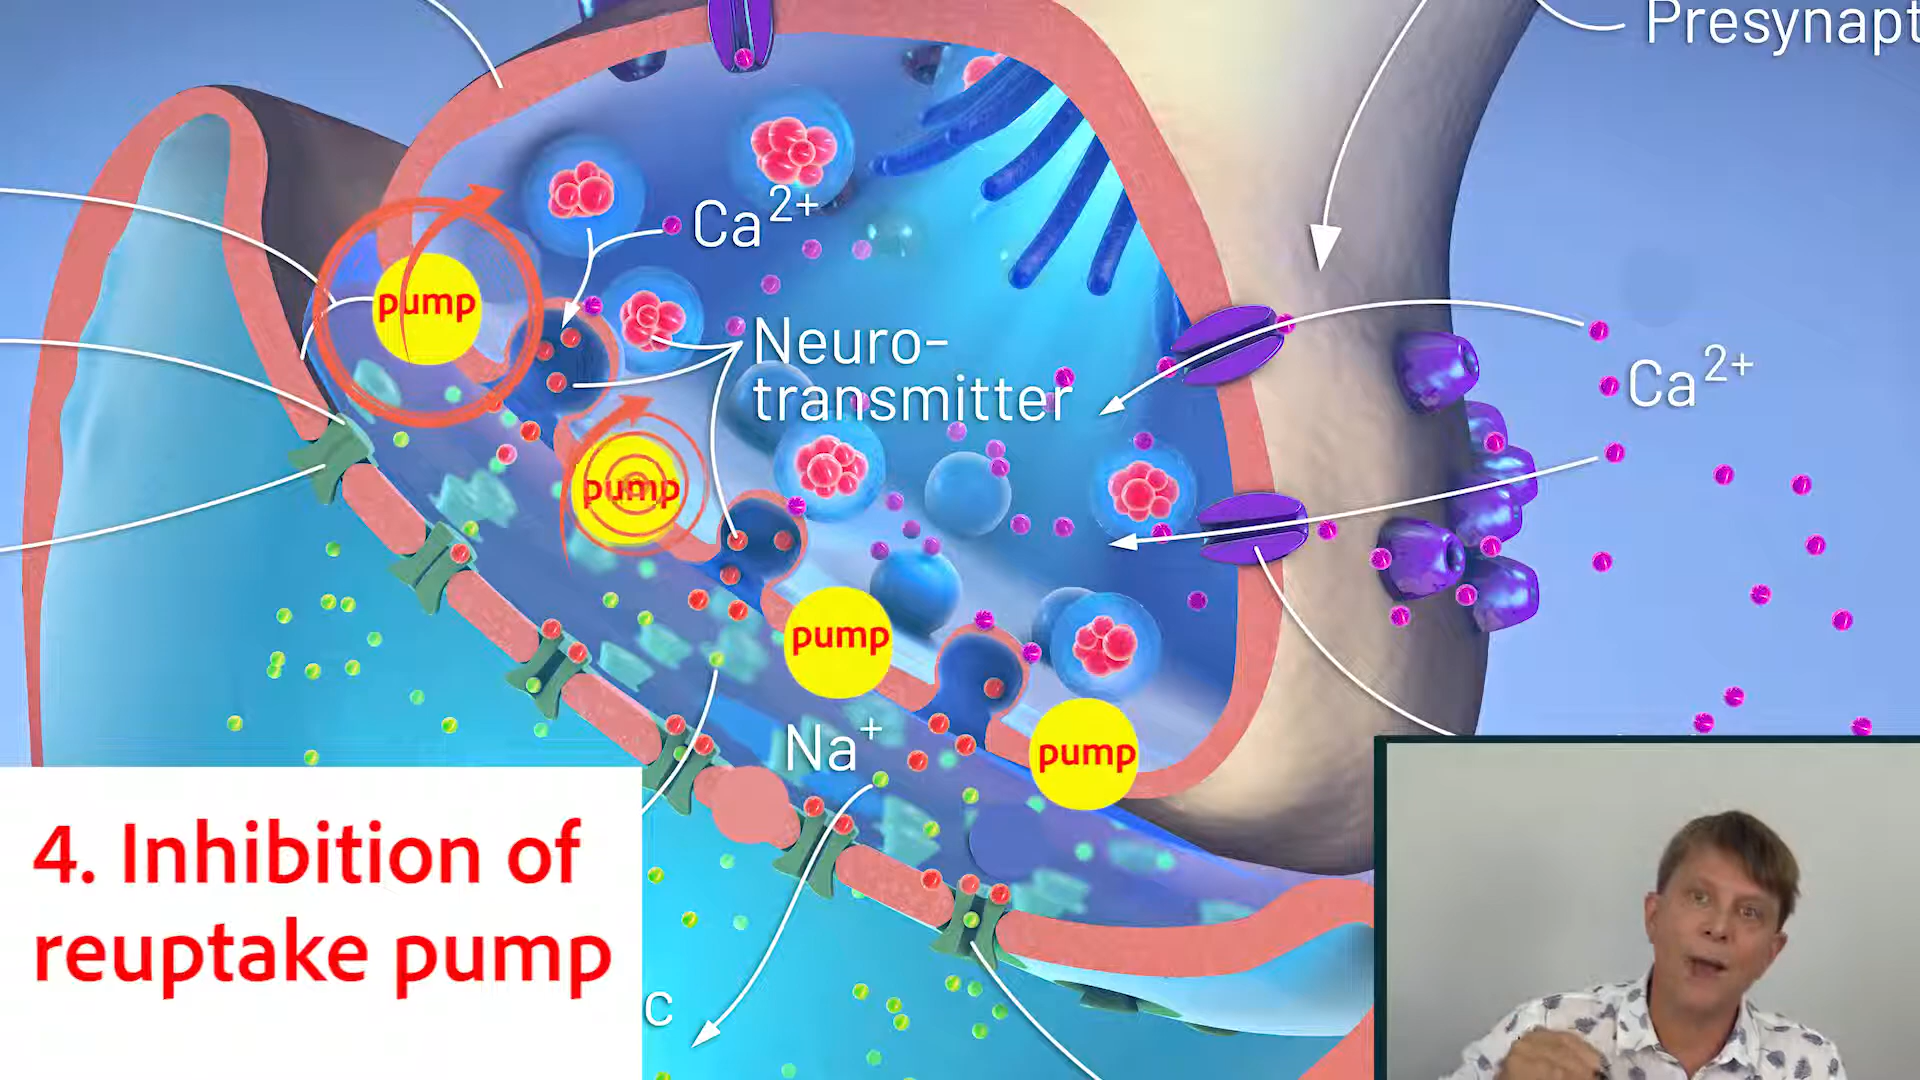 Presynapt
Ca2+
pump
Neuro-
transmitter
Ca2+
pump
pump
Na+
pump
4. Inhibition of
reuptake pump
c